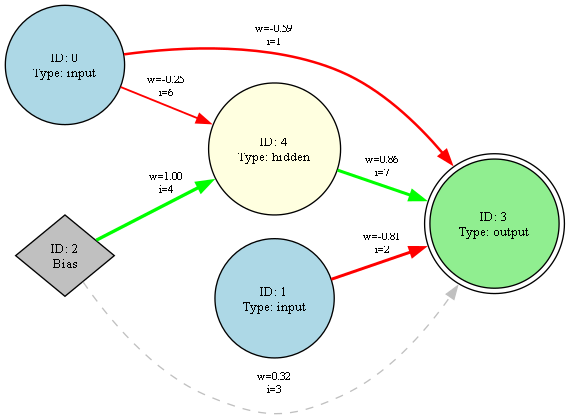 w=-0.59
i=1
ID: 0
Type: input
w=-0.25
i=6
ID: 4
Type: hidden
w=0.86
i=7
w=1.00
i=4
ID: 3
Type: output
ID: 2
Bias
w=-0.81
i=2
ID: 1
Type: input
w=0.32
i=3